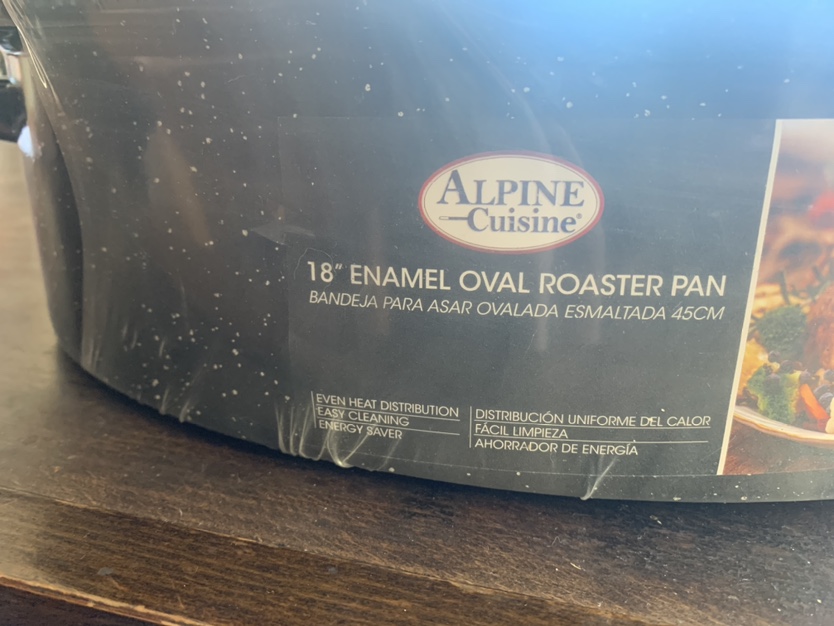 ALPINE
Cuisine®
18" ENAMEL OVAL ROASTER PAN
BANDEJA PARA ASAR OVALADA ESMALTADA 45CM
EVEN HEAT DISTRIBUTION
EASY CLEANING
ENERGY SAVER
DISTRIBUCIÓN UNIFORME DEL CALOR
FÁCIL LIMPIEZA
AHORRADOR DE ENERGÍA